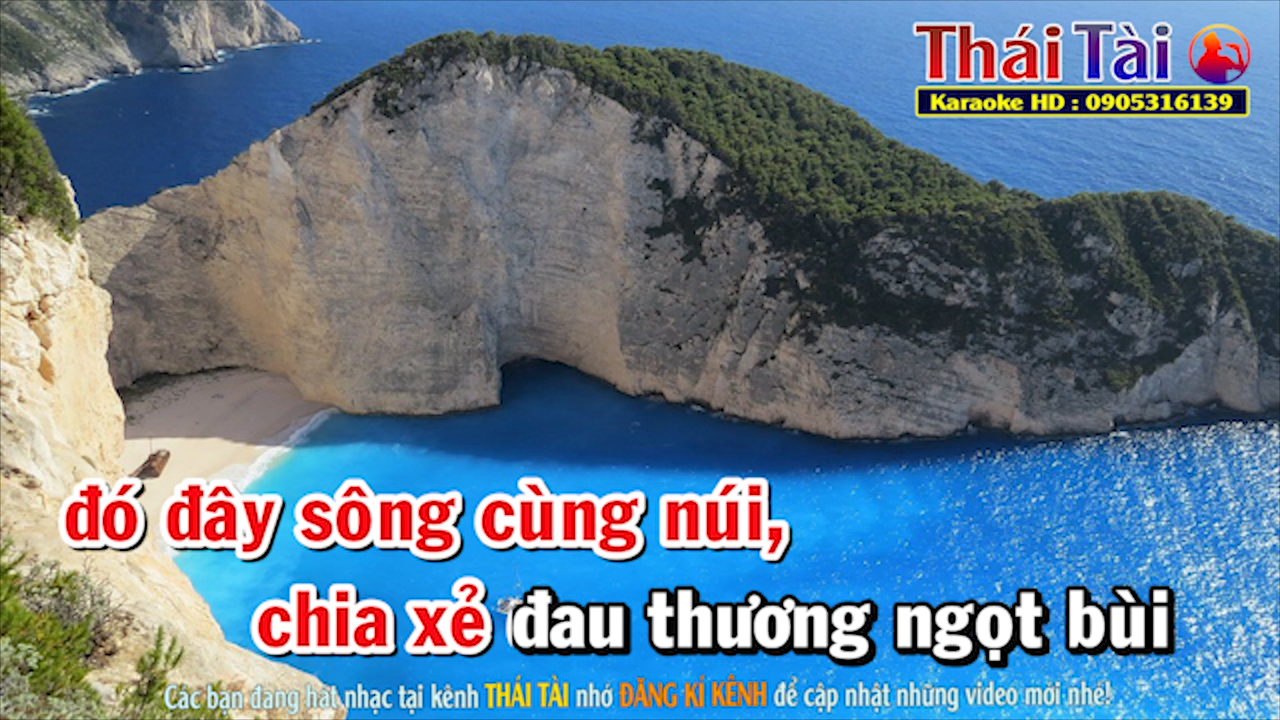 Thái Tài
Karaoke HD : 0905316139
đó đây sông cùng núi,
chia xẻ đau thương ngọt bùi
Các bạn đang hát nhạc tại kênh THÁI TÀI nhớ ĐĂNG KÍ KÊNH để cập nhật những video mới nhé!